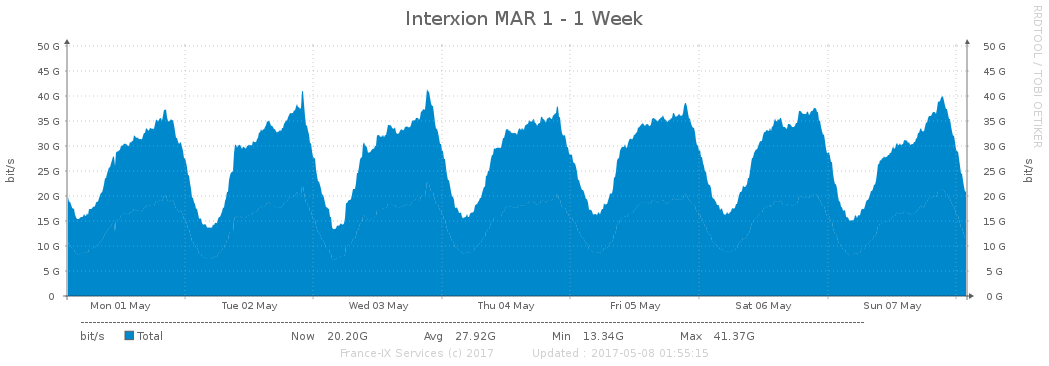 Interxion MAR 1 - 1 Week
RRDTOOL / TOBI OETIKER
50 G 50 G
45 G 45 G
40 G 40 G
35 G 35 G
30 G 30 G
25 G 25 G
20 G 20 G
15 G 15 G
10 G 10 G
5 G 5 G
0 0 G
bit/s
bit/s
Mon 01 May Tue 02 May Wed 03 May Thu 04 May Fri 05 May Sat 06 May Sun 07 May
bit/s Total Now 20.20G Avg 27.92G Min 13.34G Max 41.37G
France-IX Services (c) 2017 Updated : 2017-05-08 01:55:15